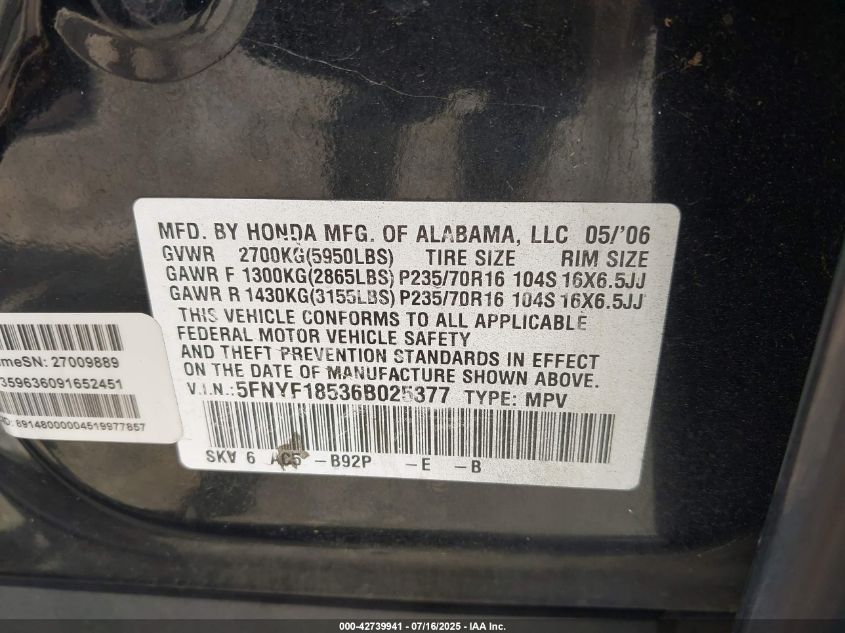 MFD. BY HONDA MFG. OF ALABAMA, LLC 05/'06
GVWR 2700KG(5950LBS) TIRE SIZE RIM SIZE
GAWR F 1300KG(2865LBS) P235/70R16 104S 16X6.5JJ
GAWR R 1430KG(3155LBS) P235/70R16 104S 16X6.5JJ
THIS VEHICLE CONFORMS TO ALL APPLICABLE
FEDERAL MOTOR VEHICLE SAFETY
AND THEFT PREVENTION STANDARDS IN EFFECT
ON THE DATE OF MANUFACTURE SHOWN ABOVE.
V.I.N.:5FNYF18536B025377 TYPE: MPV
SKV 6 AC5 -B92P -E -B
meSN: 27009889
359636091652451
D: 89148000004519977857
000-42739941 - 07/16/2025 - IAA Inc.